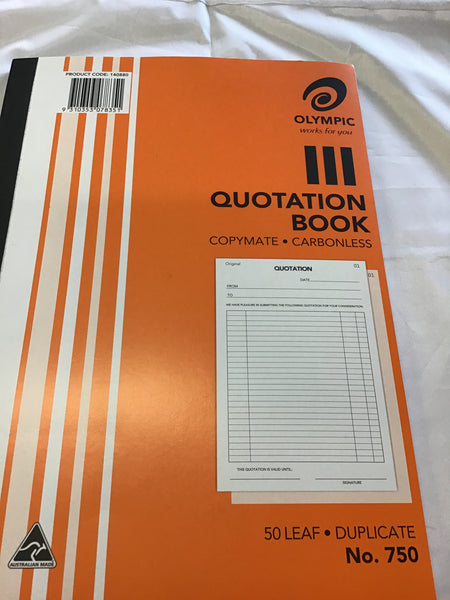 PRODUCT CODE: 140880
9 310353 078351
OLYMPIC
works for you
QUOTATION
BOOK
COPYMATE • CARBONLESS
Original
QUOTATION
01
DATE
FROM
TO
WE HAVE PLEASURE IN SUBMITTING THE FOLLOWING QUOTATION FOR YOUR CONSIDERATION:
THIS QUOTATION IS VALID UNTIL:
SIGNATURE
01
50 LEAF • DUPLICATE
No. 750
AUSTRALIAN MADE